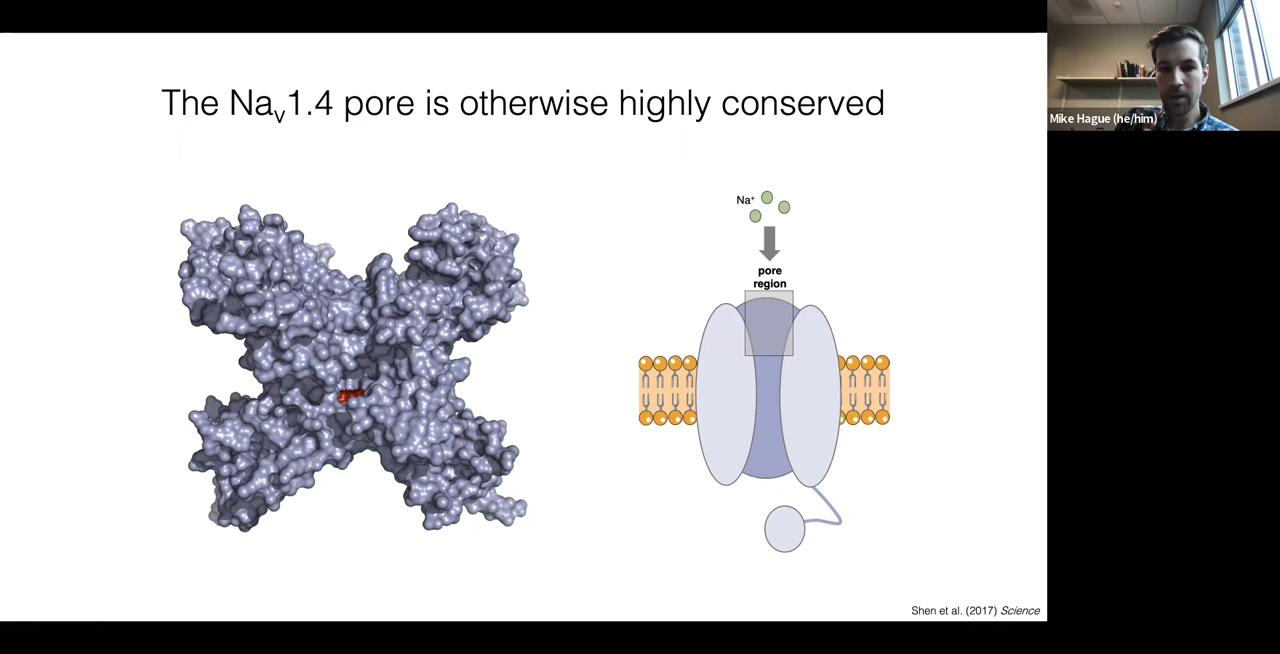 The Nav1.4 pore is otherwise highly conserved
Mike Hague (he/him)
Na+
pore
region
Shen et al. (2017) Science